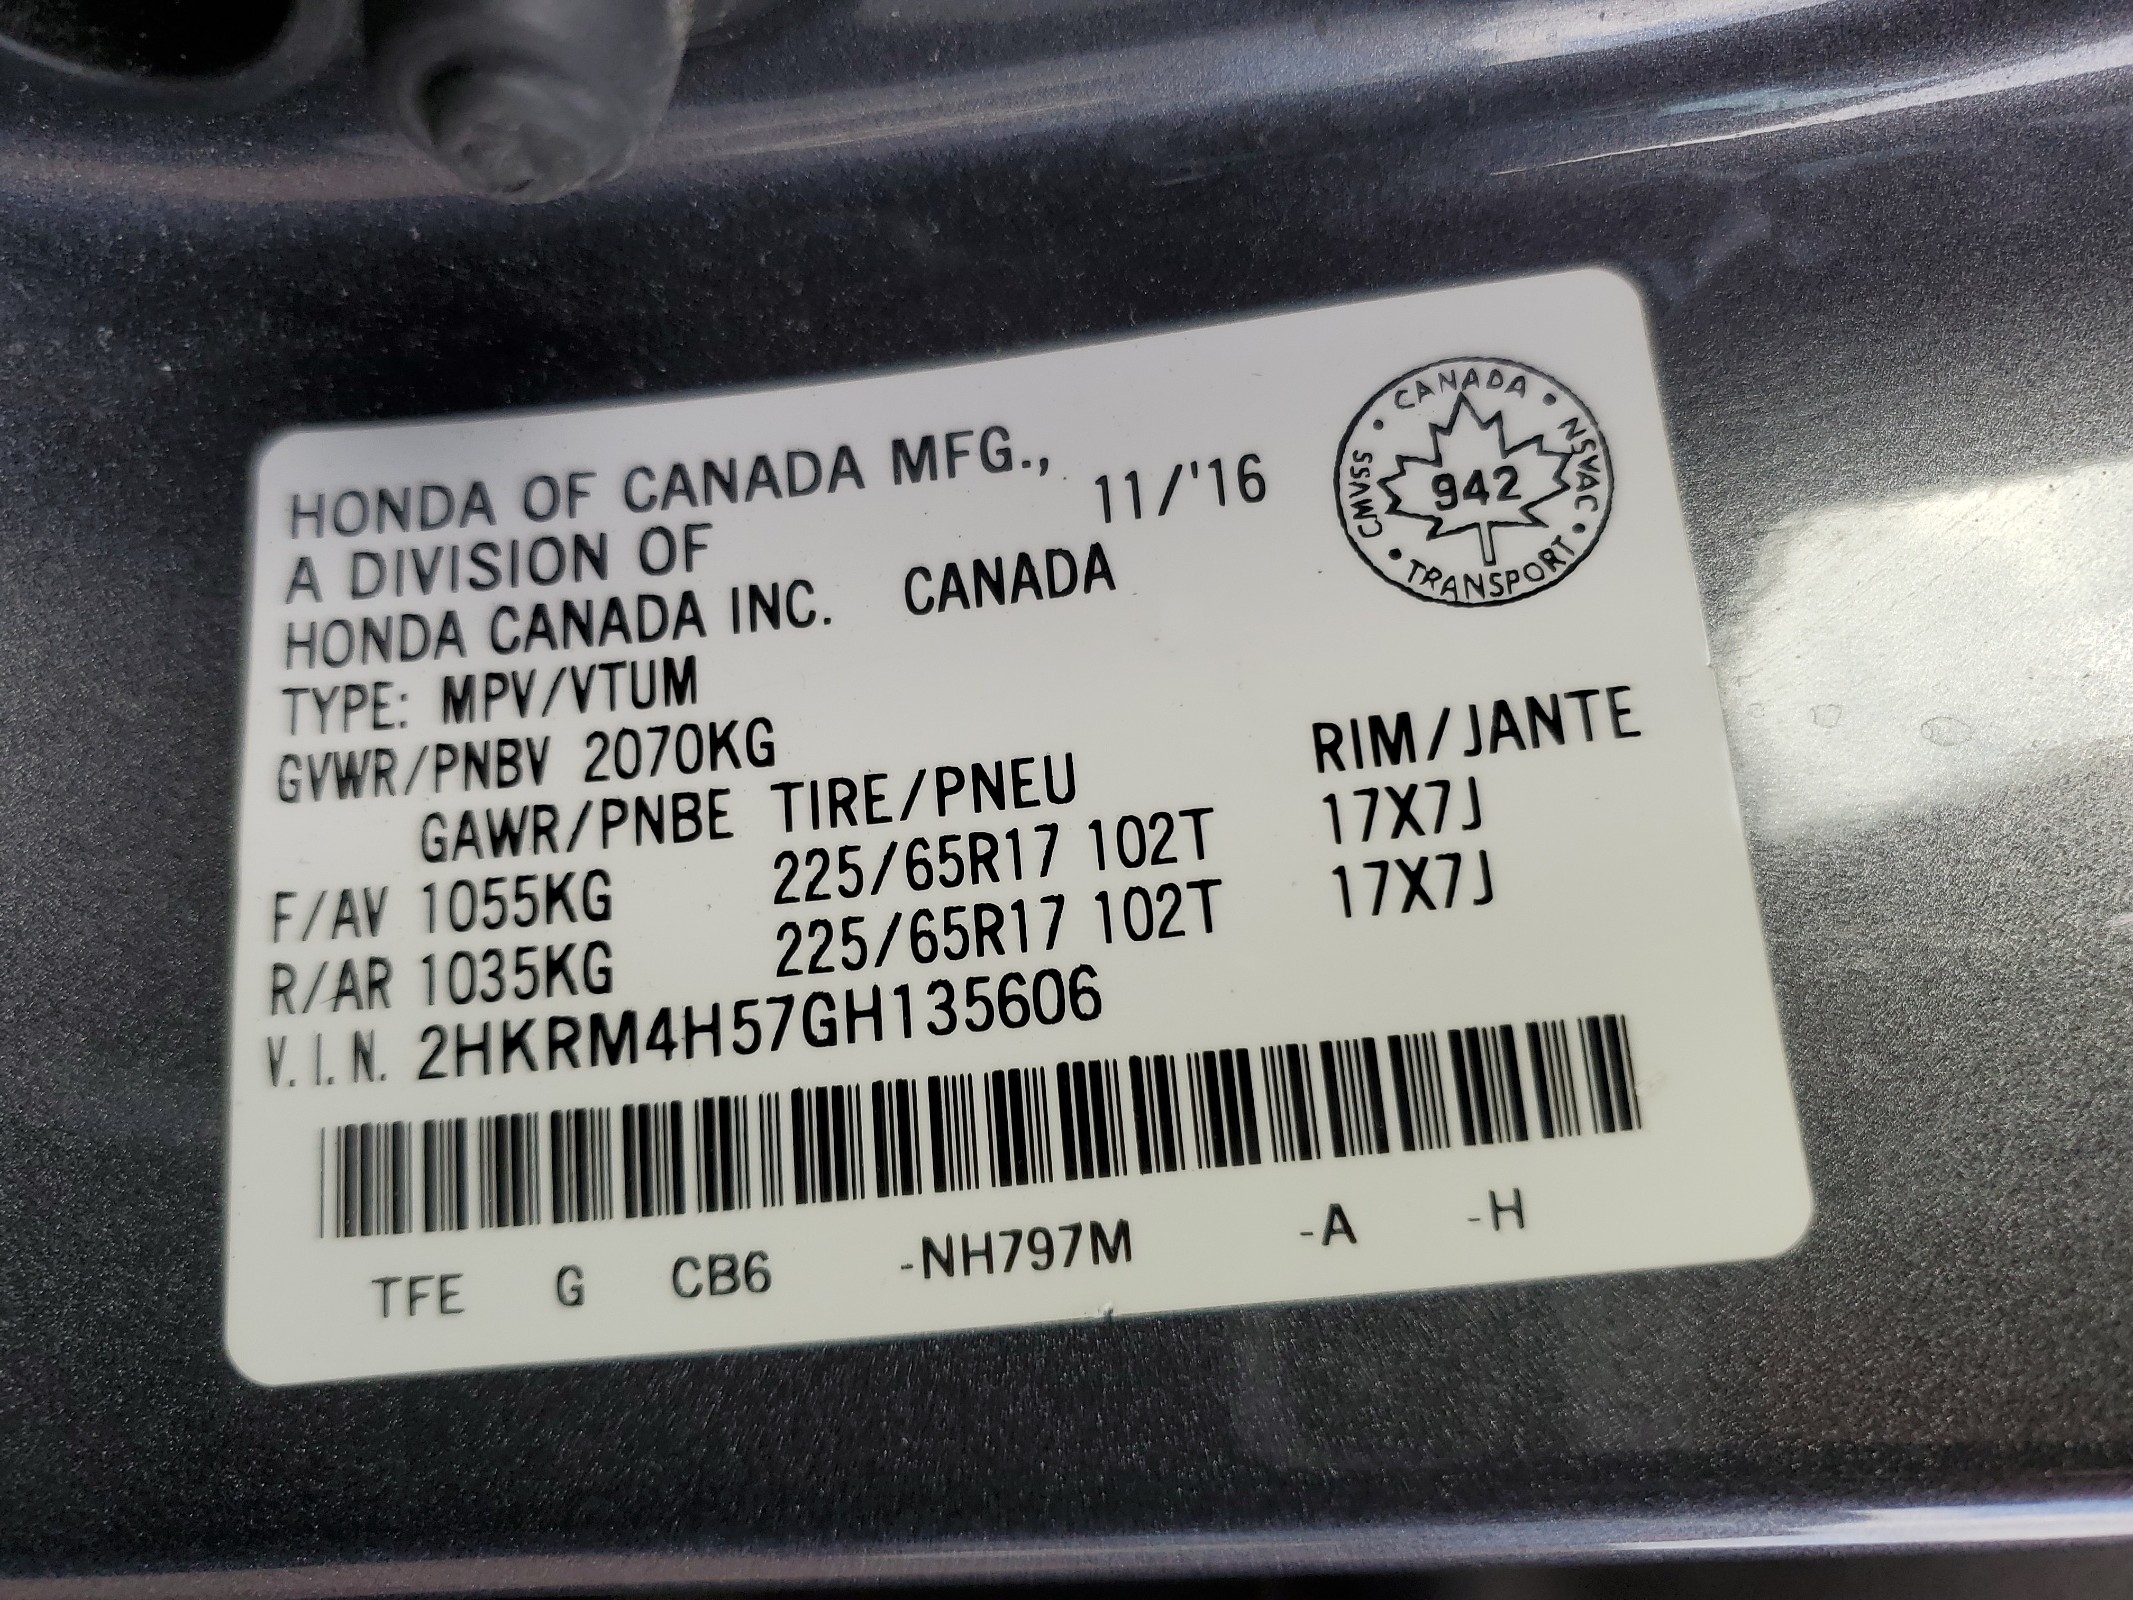 HONDA OF CANADA MFG., 11/'16
A DIVISION OF
HONDA CANADA INC. CANADA
CANADA • NSVAC • TRANSPORT • CMVSS •
942
TYPE: MPV/VTUM
GVWR/PNBV 2070KG
GAWR/PNBE TIRE/PNEU RIM/JANTE
F/AV 1055KG 225/65R17 102T 17X7J
R/AR 1035KG 225/65R17 102T 17X7J
V.I.N. 2HKRM4H57GH135606
TFE G CB6 -NH797M -A -H